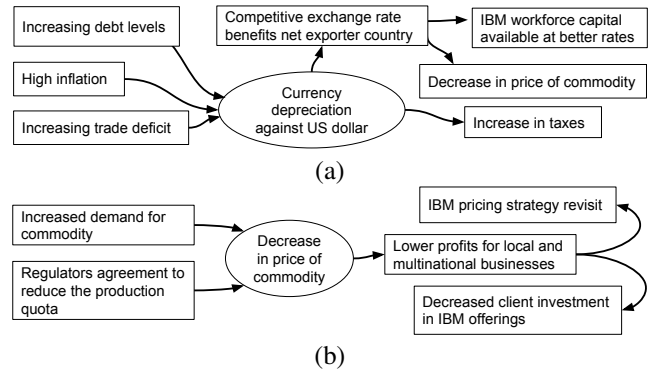 Increasing debt levels
High inflation
Increasing trade deficit
Currency
depreciation
against US dollar
Competitive exchange rate
benefits net exporter country
IBM workforce capital
available at better rates
Decrease in price of commodity
Increase in taxes
(a)
Increased demand for
commodity
Regulators agreement to
reduce the production
quota
Decrease
in price of
commodity
Lower profits for local and
multinational businesses
IBM pricing strategy revisit
Decreased client investment
in IBM offerings
(b)